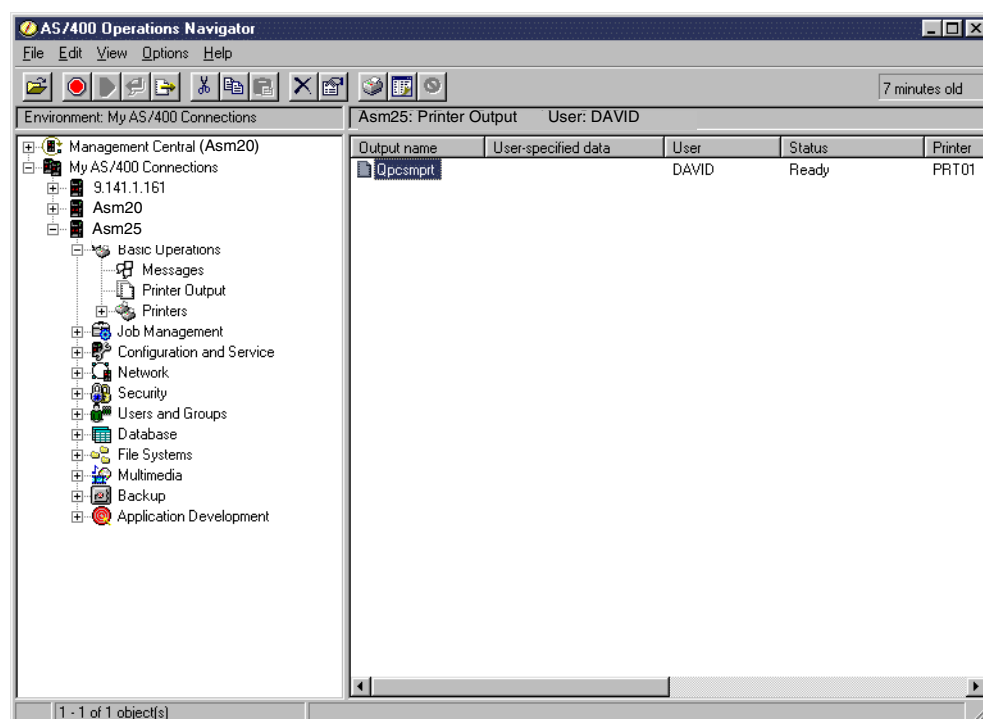 AS/400 Operations Navigator
File Edit View Options Help
7 minutes old
Environment: My AS/400 Connections
Asm25: Printer Output User: DAVID
Management Central (Asm20)
My AS/400 Connections
9.141.1.161
Asm20
Asm25
Basic Operations
Messages
Printer Output
Printers
Job Management
Configuration and Service
Network
Security
Users and Groups
Database
File Systems
Multimedia
Backup
Application Development
Output name User-specified data User Status Printer
Qpcsmprt DAVID Ready PRT01
1 - 1 of 1 object(s)